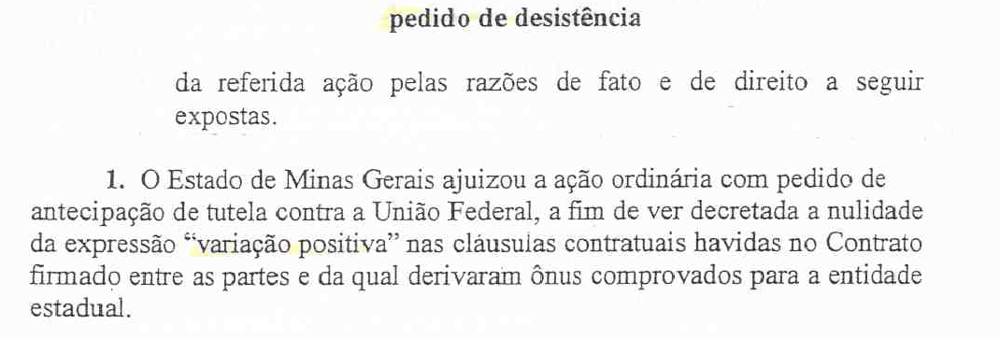 pedido de desistência
da referida ação pelas razões de fato e de direito a seguir
expostas.
1. O Estado de Minas Gerais ajuizou a ação ordinária com pedido de
antecipação de tutela contra a União Federal, a fim de ver decretada a nulidade
da expressão “variação positiva” nas cláusulas contratuais havidas no Contrato
firmado entre as partes e da qual derivaram ônus comprovados para a entidade
estadual.